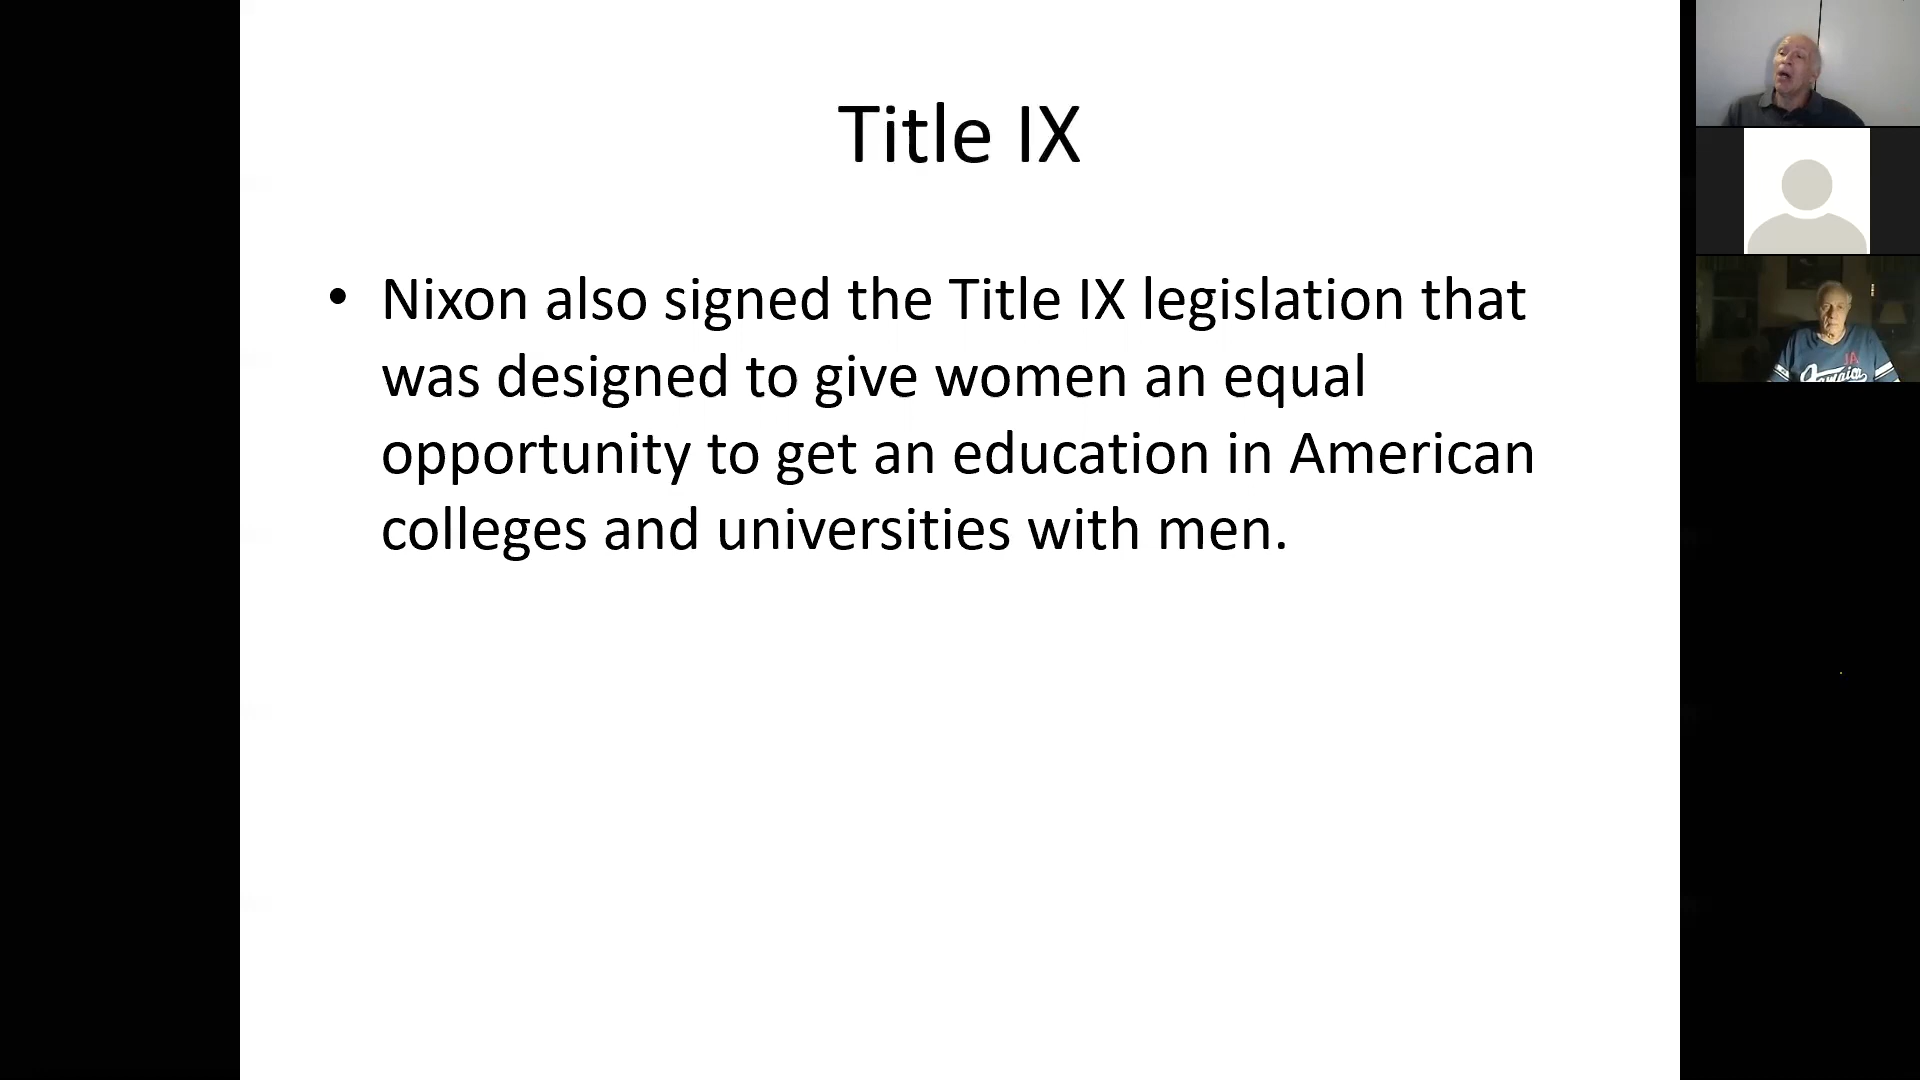 Title IX
• Nixon also signed the Title IX legislation that
was designed to give women an equal
opportunity to get an education in American
colleges and universities with men.